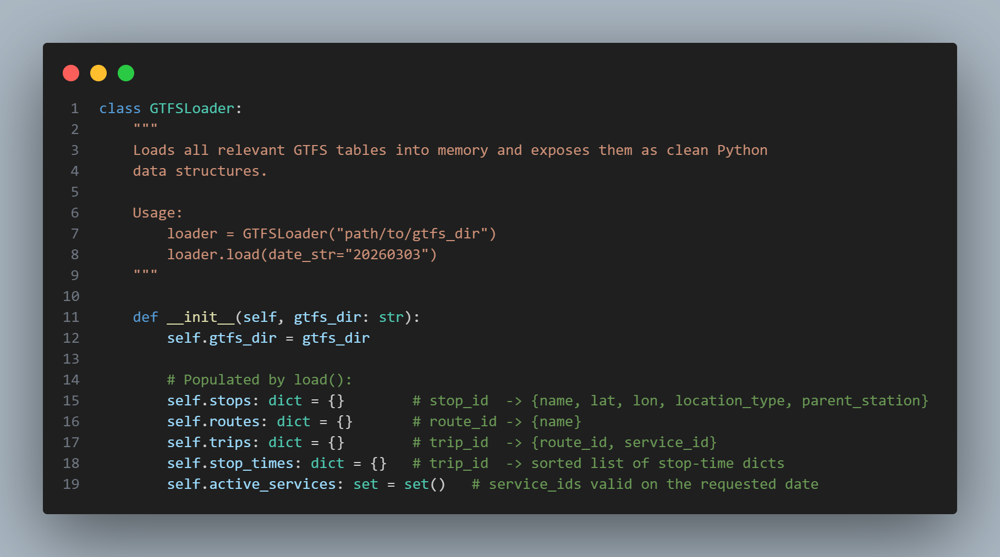 1 class GTFSLoader:
2     """
3     Loads all relevant GTFS tables into memory and exposes them as clean Python
4     data structures.
5
6     Usage:
7         loader = GTFSLoader("path/to/gtfs_dir")
8         loader.load(date_str="20260303")
9     """
10
11     def __init__(self, gtfs_dir: str):
12         self.gtfs_dir = gtfs_dir
13
14         # Populated by load():
15         self.stops: dict = {}        # stop_id  -> {name, lat, lon, location_type, parent_station}
16         self.routes: dict = {}       # route_id -> {name}
17         self.trips: dict = {}        # trip_id  -> {route_id, service_id}
18         self.stop_times: dict = {}   # trip_id  -> sorted list of stop-time dicts
19         self.active_services: set = set()   # service_ids valid on the requested date